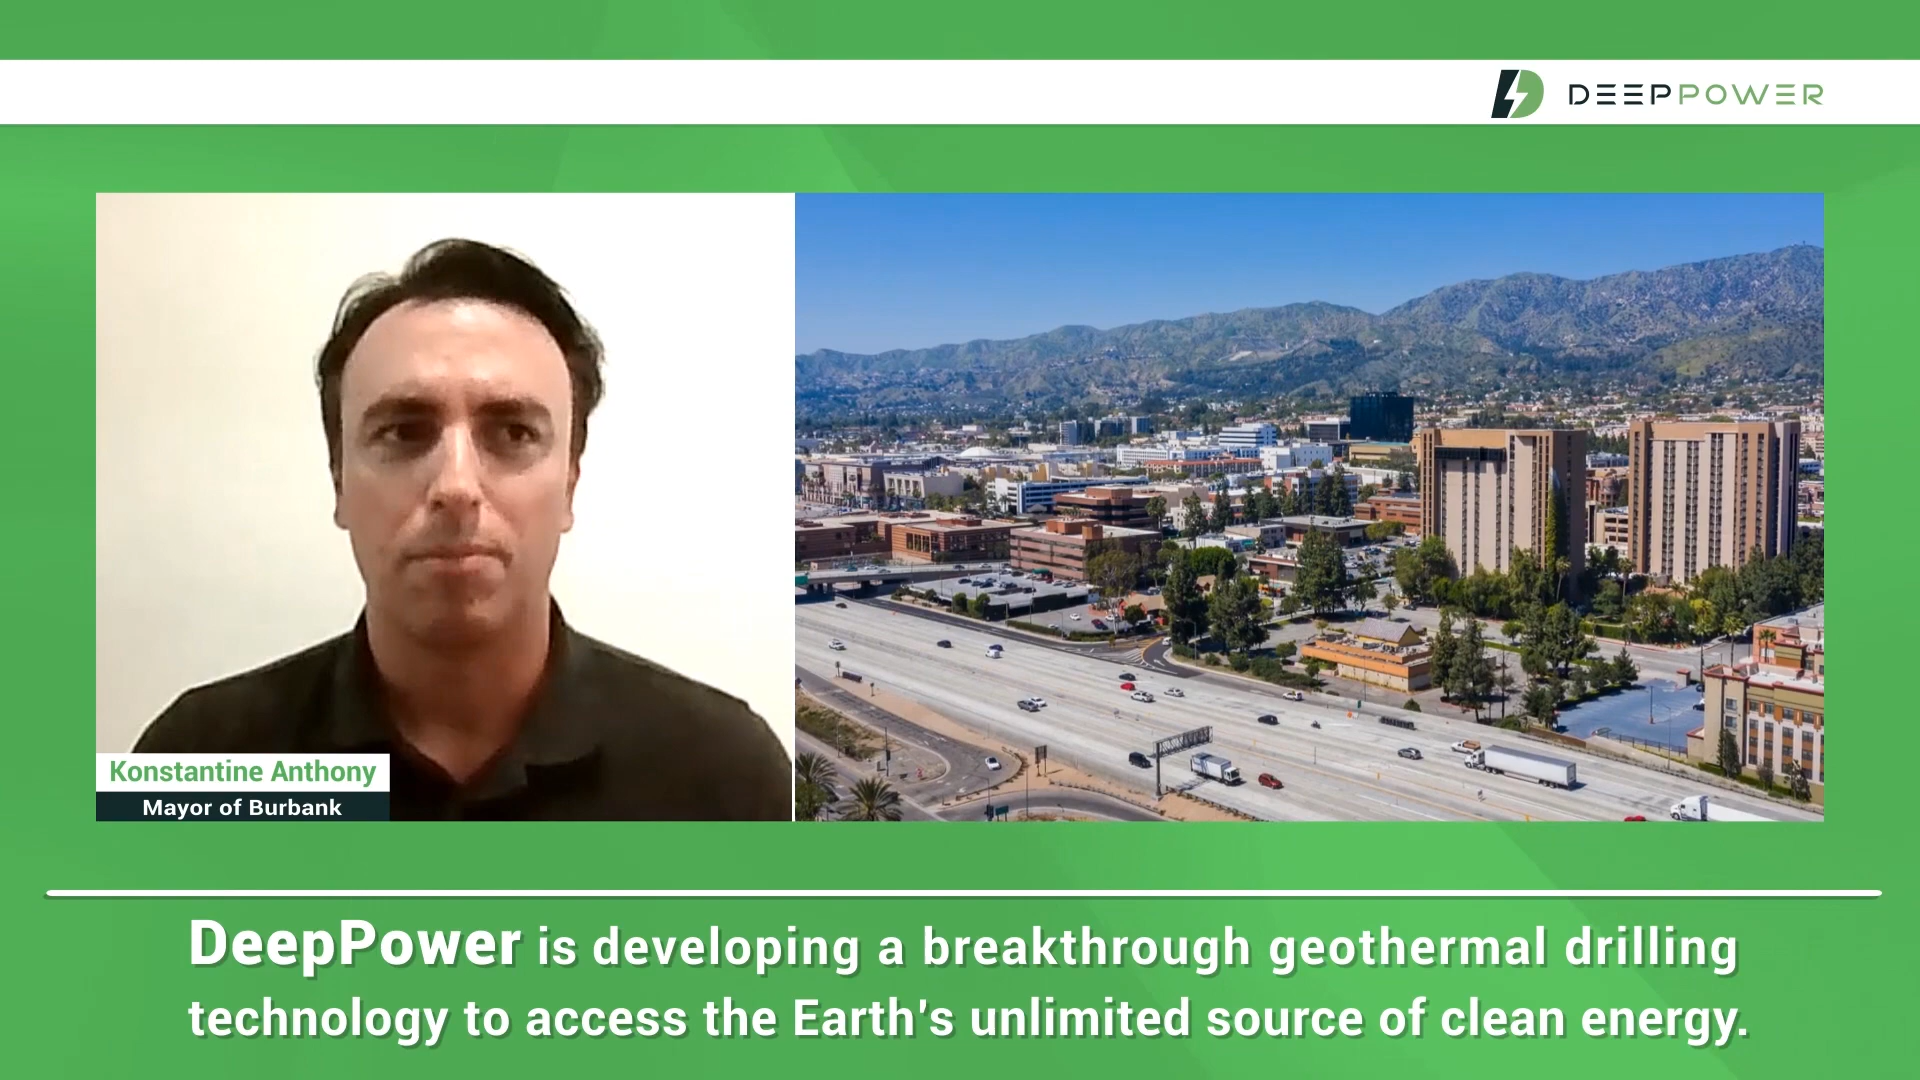 DEEPPOWER
Konstantine Anthony
Mayor of Burbank
DeepPower is developing a breakthrough geothermal drilling
technology to access the Earth's unlimited source of clean energy.